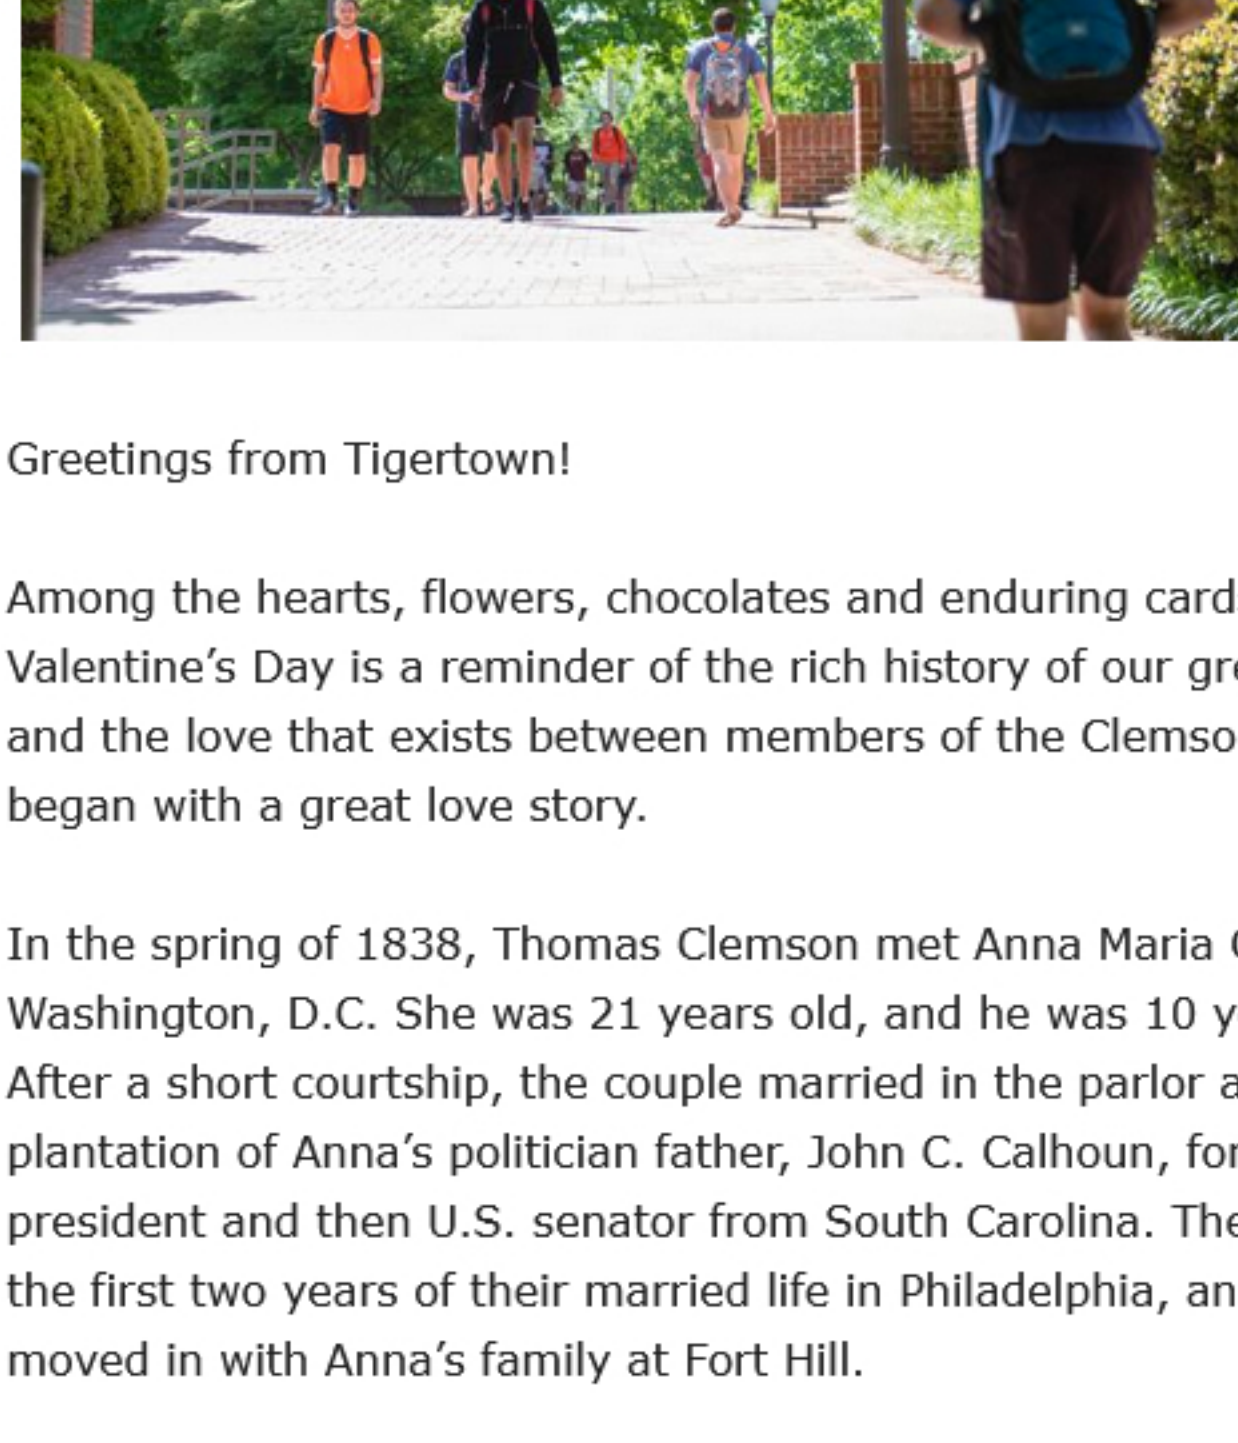 Greetings from Tigertown!
Among the hearts, flowers, chocolates and enduring
Valentine’s Day is a reminder of the rich history of our
and the love that exists between members of the
began with a great love story.
In the spring of 1838, Thomas Clemson met Anna Maria
Washington, D.C. She was 21 years old, and he was 10
After a short courtship, the couple married in the parlor
plantation of Anna’s politician father, John C. Calhoun,
president and then U.S. senator from South Carolina.
the first two years of their married life in Philadelphia,
moved in with Anna’s family at Fort Hill.